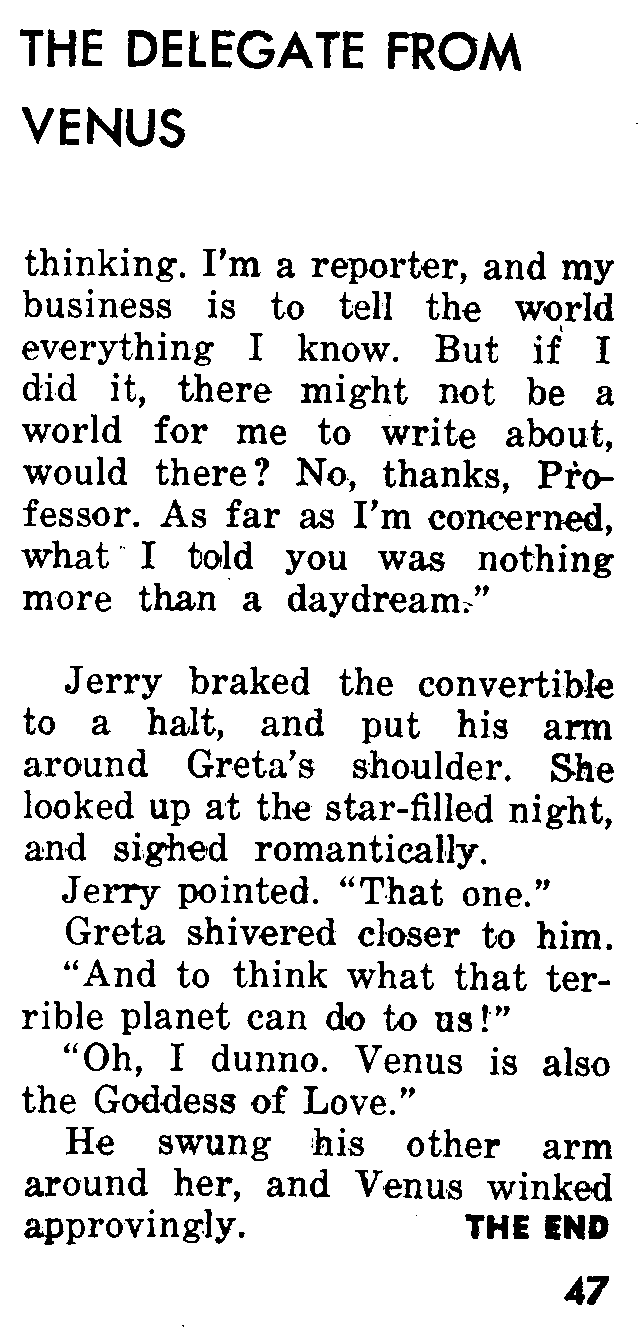 THE DELEGATE FROM
VENUS
thinking. I'm a reporter, and my
business is to tell the world
everything I know. But if I
did it, there might not be a
world for me to write about,
would there? No, thanks, Pro-
fessor. As far as I'm concerned,
what I told you was nothing
more than a daydream."
Jerry braked the convertible
to a halt, and put his arm
around Greta's shoulder. She
looked up at the star-filled night,
and sighed romantically.
Jerry pointed. "That one."
Greta shivered closer to him.
"And to think what that ter-
rible planet can do to us!"
"Oh, I dunno. Venus is also
the Goddess of Love."
He swung his other arm
around her, and Venus winked
approvingly. THE END
47